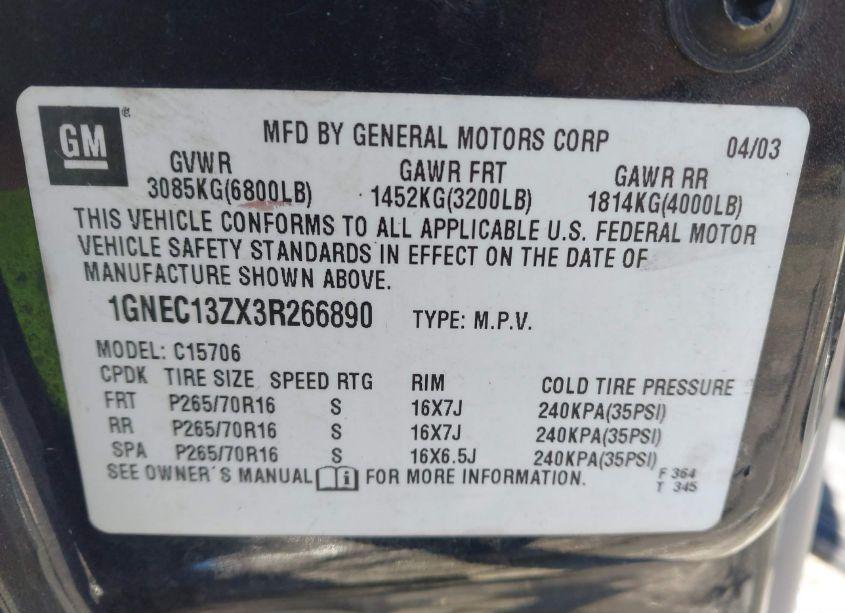 GM ®
MFD BY GENERAL MOTORS CORP 04/03
GVWR GAWR FRT GAWR RR
3085KG(6800LB) 1452KG(3200LB) 1814KG(4000LB)
THIS VEHICLE CONFORMS TO ALL APPLICABLE U.S. FEDERAL MOTOR
VEHICLE SAFETY STANDARDS IN EFFECT ON THE DATE OF
MANUFACTURE SHOWN ABOVE.
1GNEC13ZX3R266890 TYPE: M.P.V.
MODEL: C15706
CPDK TIRE SIZE SPEED RTG RIM COLD TIRE PRESSURE
FRT P265/70R16 S 16X7J 240KPA(35PSI)
RR P265/70R16 S 16X7J 240KPA(35PSI)
SPA P265/70R16 S 16X6.5J 240KPA(35PSI)
SEE OWNER´S MANUAL i FOR MORE INFORMATION. F 364
T 345